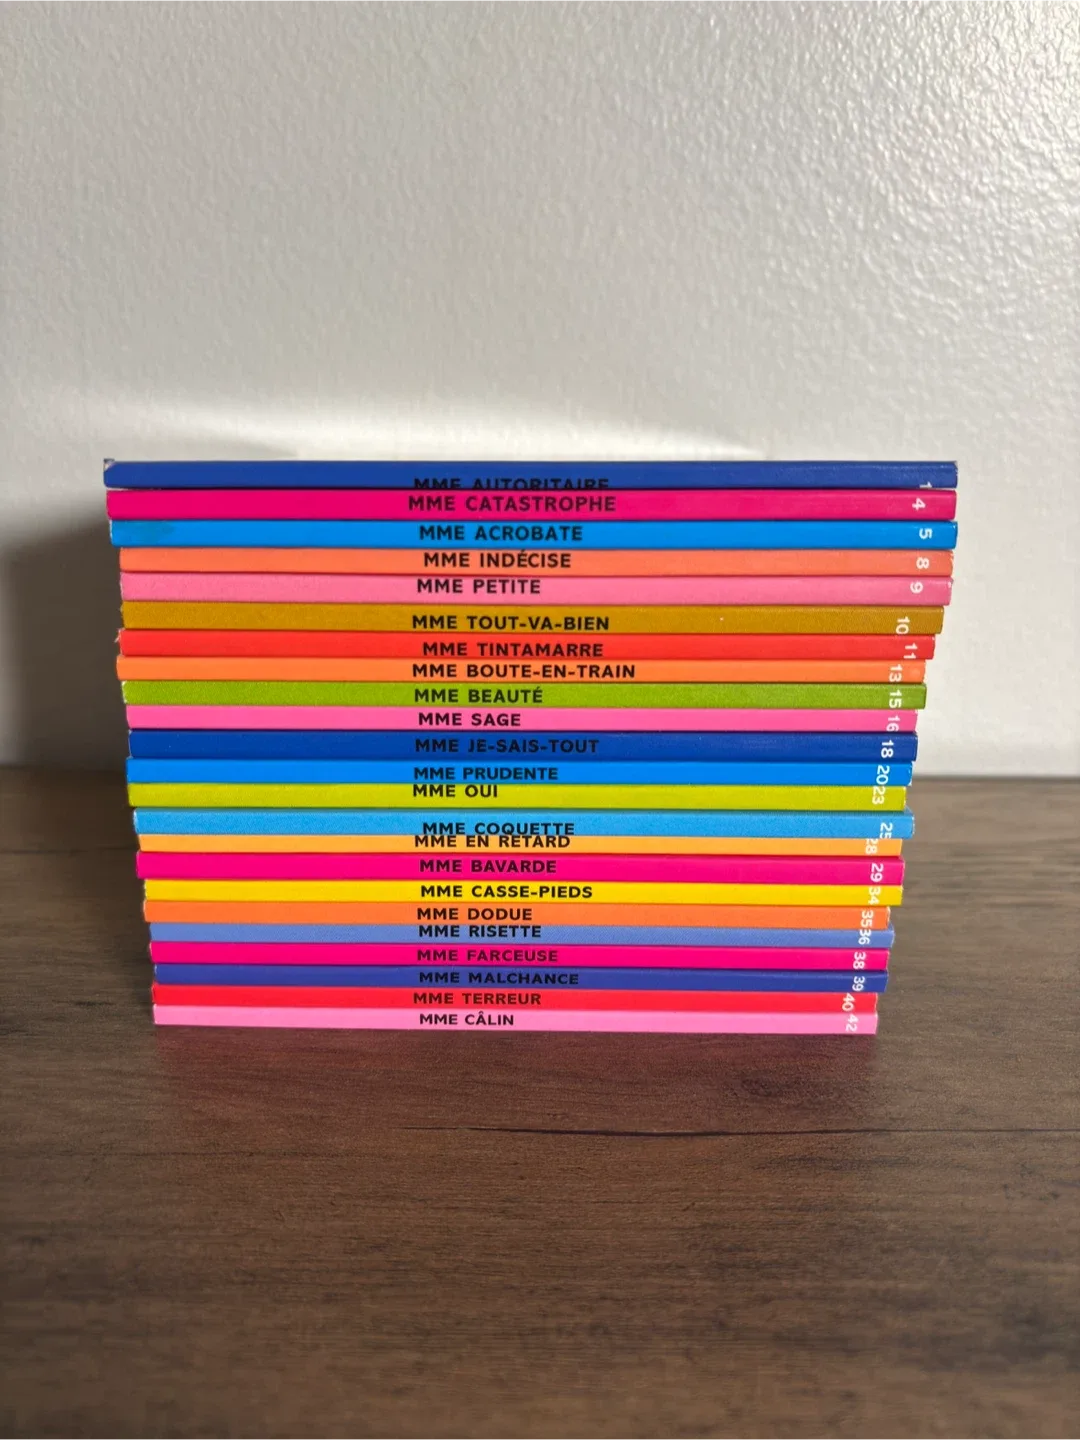 MME AUTORITAIRE 1
MME CATASTROPHE 4
MME ACROBATE 5
MME INDÉCISE 8
MME PETITE 9
MME TOUT-VA-BIEN 10
MME TINTAMARRE 11
MME BOUTE-EN-TRAIN 13
MME BEAUTÉ 15
MME SAGE 16
MME JE-SAIS-TOUT 18
MME PRUDENTE 20
MME OUI 23
MME COQUETTE 25
MME EN RETARD 28
MME BAVARDE 29
MME CASSE-PIEDS 34
MME DODUE 35
MME RISETTE 36
MME FARCEUSE 38
MME MALCHANCE 39
MME TERREUR 40
MME CÂLIN 42